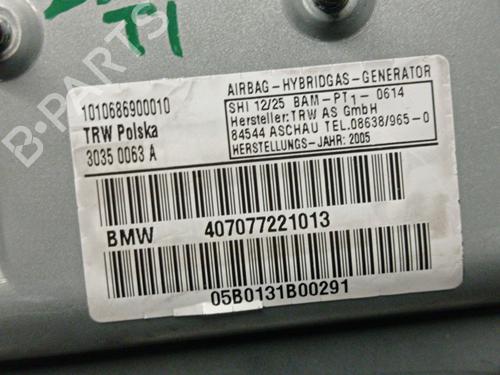 T1
B-PARTS
1010686900010
TRW Polska
3035 0063 A
AIRBAG-HYBRIDGAS-GENERATOR
SHI 12/25 BAM-PT1-0614
Hersteller:TRW AS GmbH
84544 ASCHAU TEL.08638/965-0
HERSTELLUNGS-JAHR:2005
BMW 407077221013
05B0131B00291